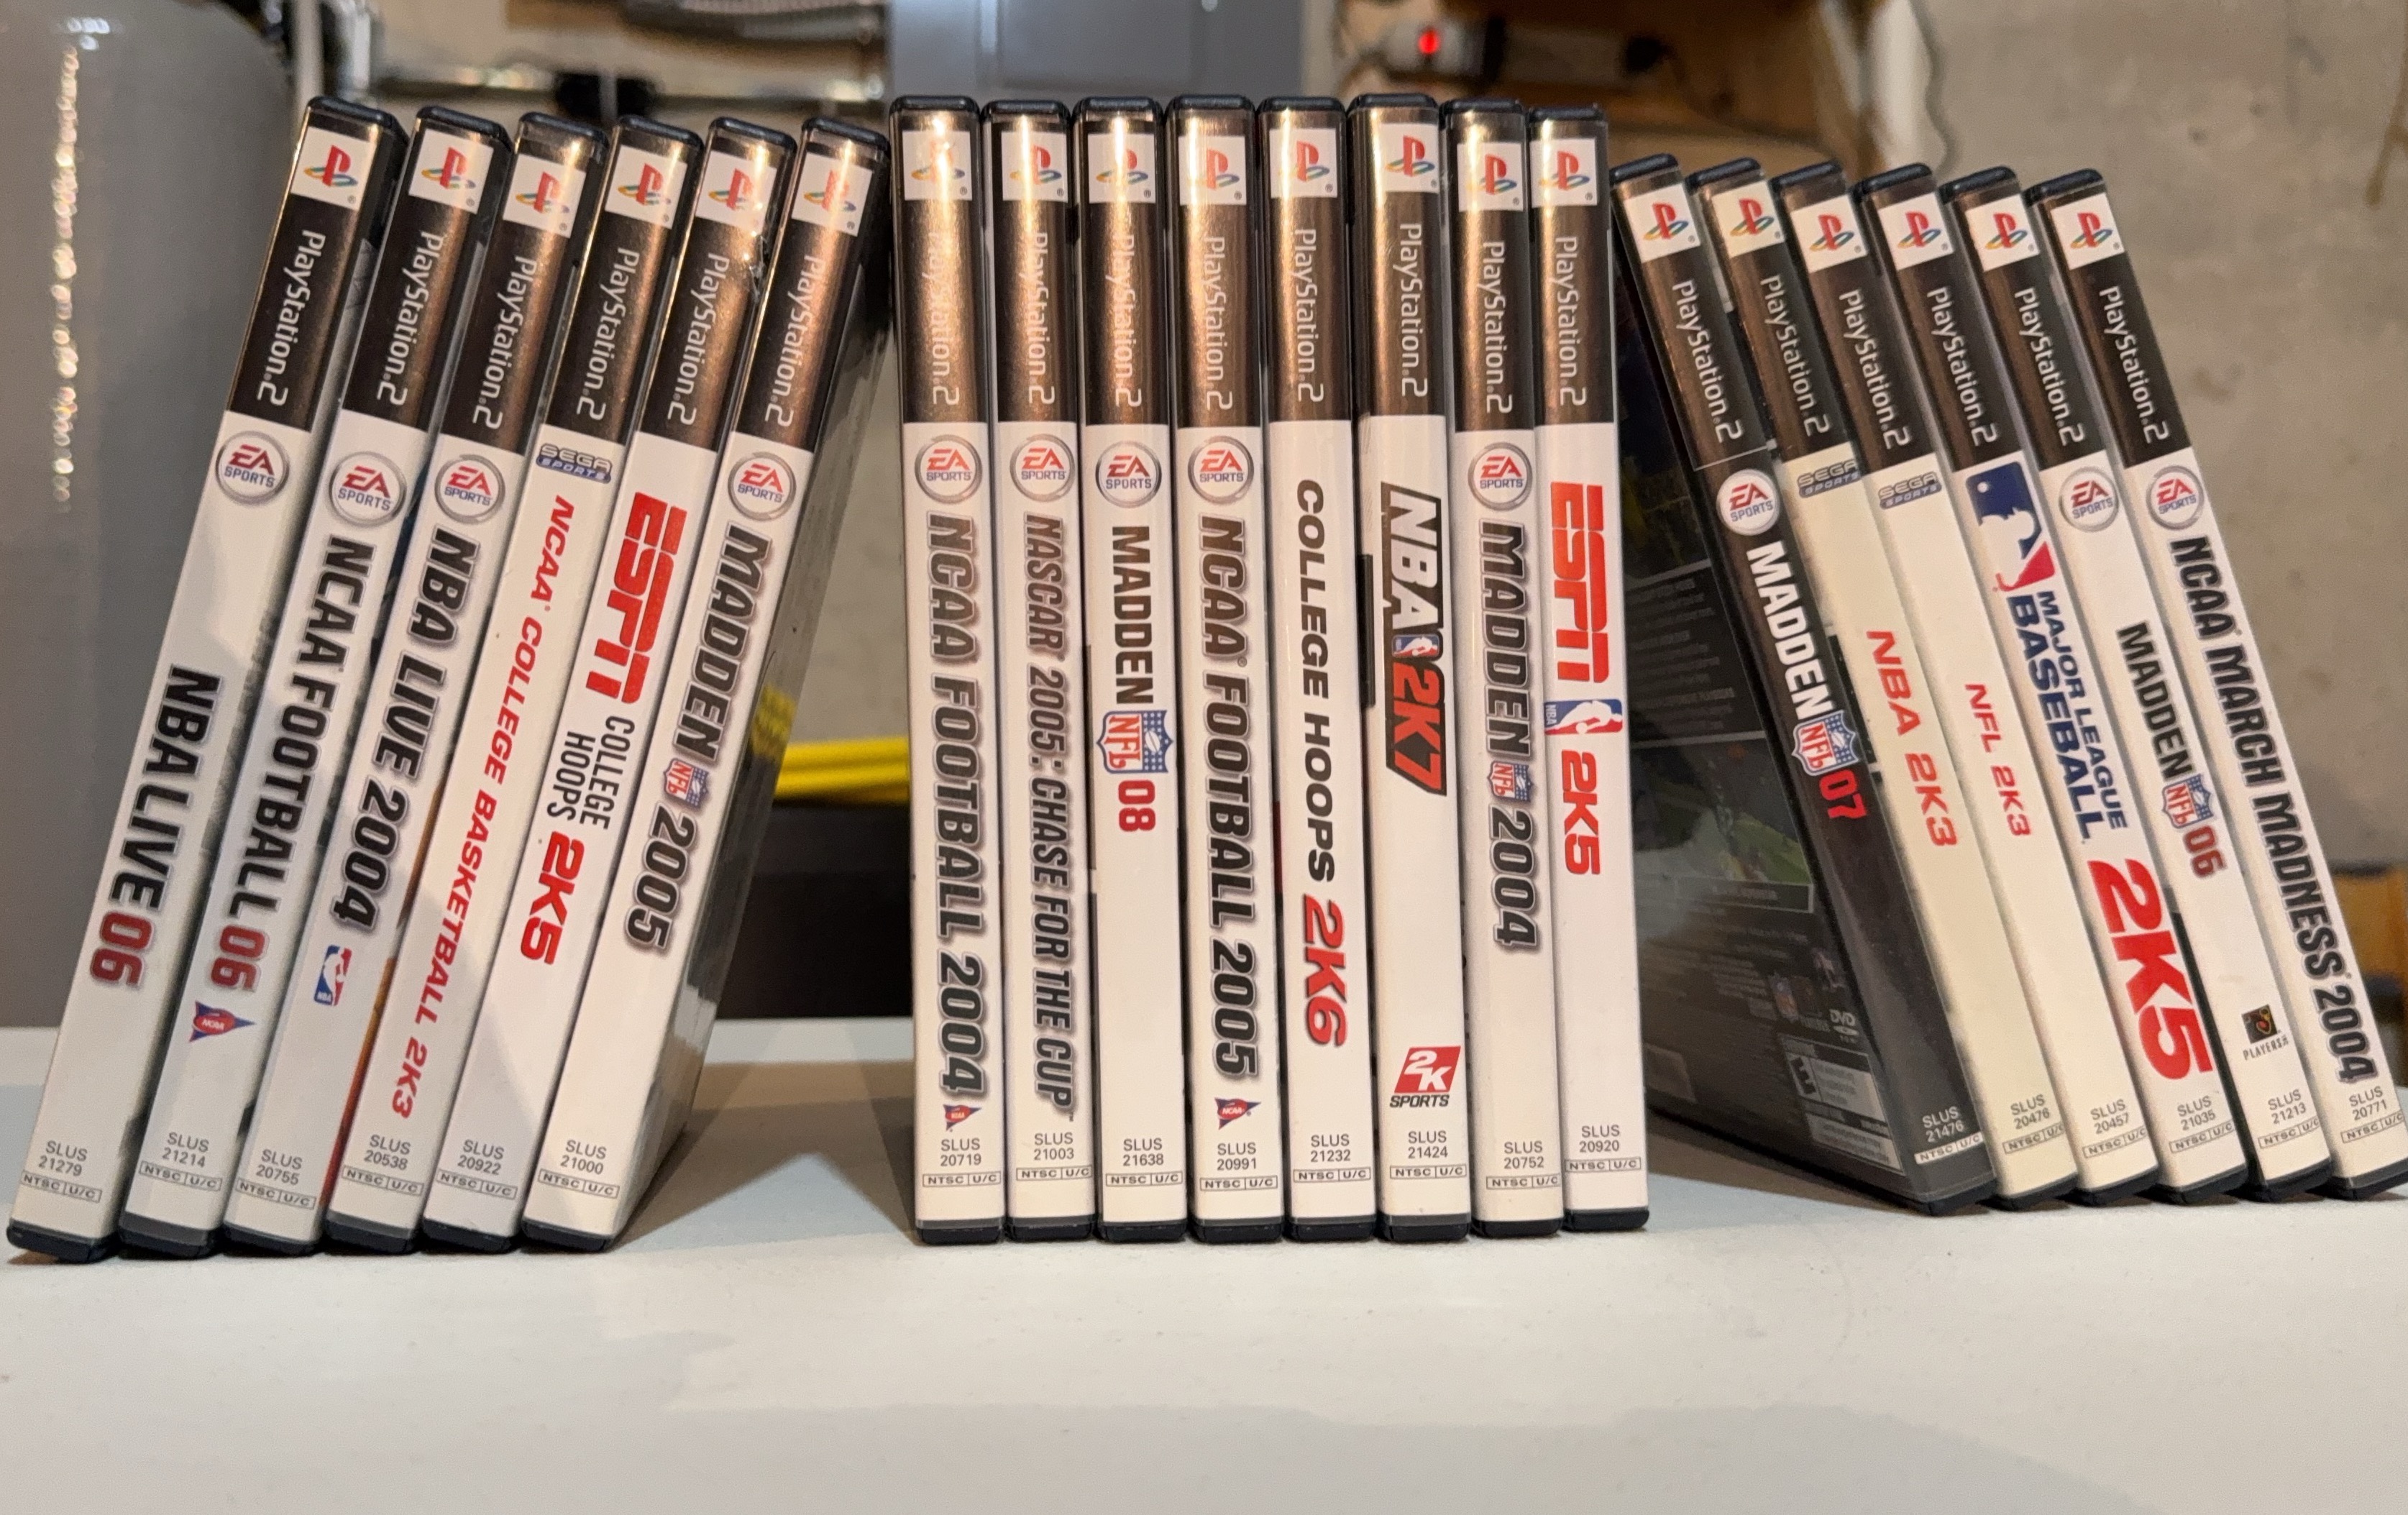 PlayStation.2
EA SPORTS
NBA LIVE 06
SLUS 21279
NTSC U/C
PlayStation.2
EA SPORTS
NCAA FOOTBALL 06
NCAA
SLUS 21214
NTSC U/C
PlayStation.2
EA SPORTS
NBA LIVE 2004
NBA
SLUS 20755
NTSC U/C
PlayStation.2
SEGA SPORTS
NCAA® COLLEGE BASKETBALL 2K3
SLUS 20538
NTSC U/C
PlayStation.2
ESPN
COLLEGE HOOPS 2K5
SLUS 20922
NTSC U/C
PlayStation.2
EA SPORTS
MADDEN NFL 2005
SLUS 21000
NTSC U/C
PlayStation.2
EA SPORTS
NCAA FOOTBALL 2004
NCAA
SLUS 20719
NTSC U/C
PlayStation.2
EA SPORTS
NASCAR 2005: CHASE FOR THE CUP™
SLUS 21003
NTSC U/C
PlayStation.2
EA SPORTS
MADDEN NFL 08
SLUS 21638
NTSC U/C
PlayStation.2
EA SPORTS
NCAA® FOOTBALL 2005
NCAA
SLUS 20991
NTSC U/C
PlayStation.2
COLLEGE HOOPS 2K6
SLUS 21232
NTSC U/C
PlayStation.2
NBA 2K7
2K SPORTS
SLUS 21424
NTSC U/C
PlayStation.2
EA SPORTS
MADDEN NFL 2004
SLUS 20752
NTSC U/C
PlayStation.2
ESPN
NBA 2K5
SLUS 20920
NTSC U/C
PlayStation.2
EA SPORTS
MADDEN NFL 07
SLUS 21476
NTSC U/C
DVD
E
PlayStation.2
SEGA SPORTS
NBA 2K3
SLUS 20476
NTSC U/C
PlayStation.2
SEGA SPORTS
NFL 2K3
SLUS 20457
NTSC U/C
PlayStation.2
MAJOR LEAGUE BASEBALL
2K5
SLUS 21035
NTSC U/C
PlayStation.2
EA SPORTS
MADDEN NFL 06
PLAYERS
SLUS 21213
NTSC U/C
PlayStation.2
EA SPORTS
NCAA® MARCH MADNESS® 2004
SLUS 20771
NTSC U/C